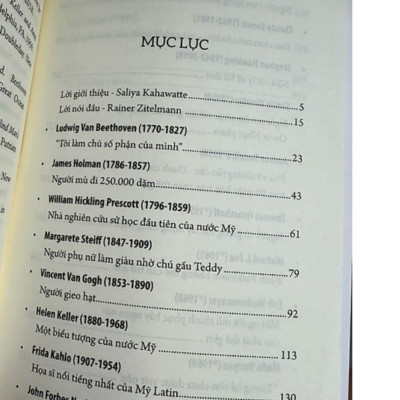 MỤC LỤC
Lời giới thiệu - Saliya Kahawatte 5
Lời nói đầu - Rainer Zitelmann 15
• Ludwig Van Beethoven (1770-1827)
"Tôi làm chủ số phận của mình" 23
• James Holman (1786-1857)
Người mù đi 250.000 dặm 43
• William Hickling Prescott (1796-1859)
Nhà nghiên cứu sử học đầu tiên của nước Mỹ 61
• Margarete Steiff (1847-1909)
Người phụ nữ làm giàu nhờ chú gấu Teddy 79
• Vincent Van Gogh (1853-1890)
Người gieo hạt 92
• Helen Keller (1880-1968)
Một biểu tượng của nước Mỹ 113
• Frida Kahlo (1907-1954)
Họa sĩ nổi tiếng nhất của Mỹ Latin 130
John Forbes